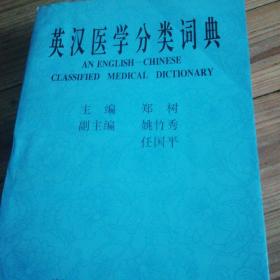 英汉医学分类词典
AN ENGLISH—CHINESE
CLASSIFIED MEDICAL DICTIONARY
主编 郑树
副主编 姚竹秀
任国平